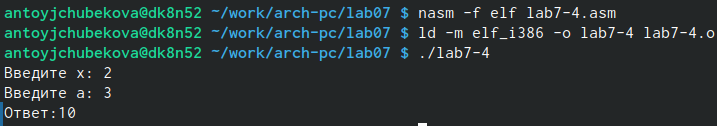 antoyjchubekova@dk8n52 ~/work/arch-pc/lab07 $ nasm -f elf lab7-4.asm
antoyjchubekova@dk8n52 ~/work/arch-pc/lab07 $ ld -m elf_i386 -o lab7-4 lab7-4.o
antoyjchubekova@dk8n52 ~/work/arch-pc/lab07 $ ./lab7-4
Введите x: 2
Введите а: 3
Ответ:10